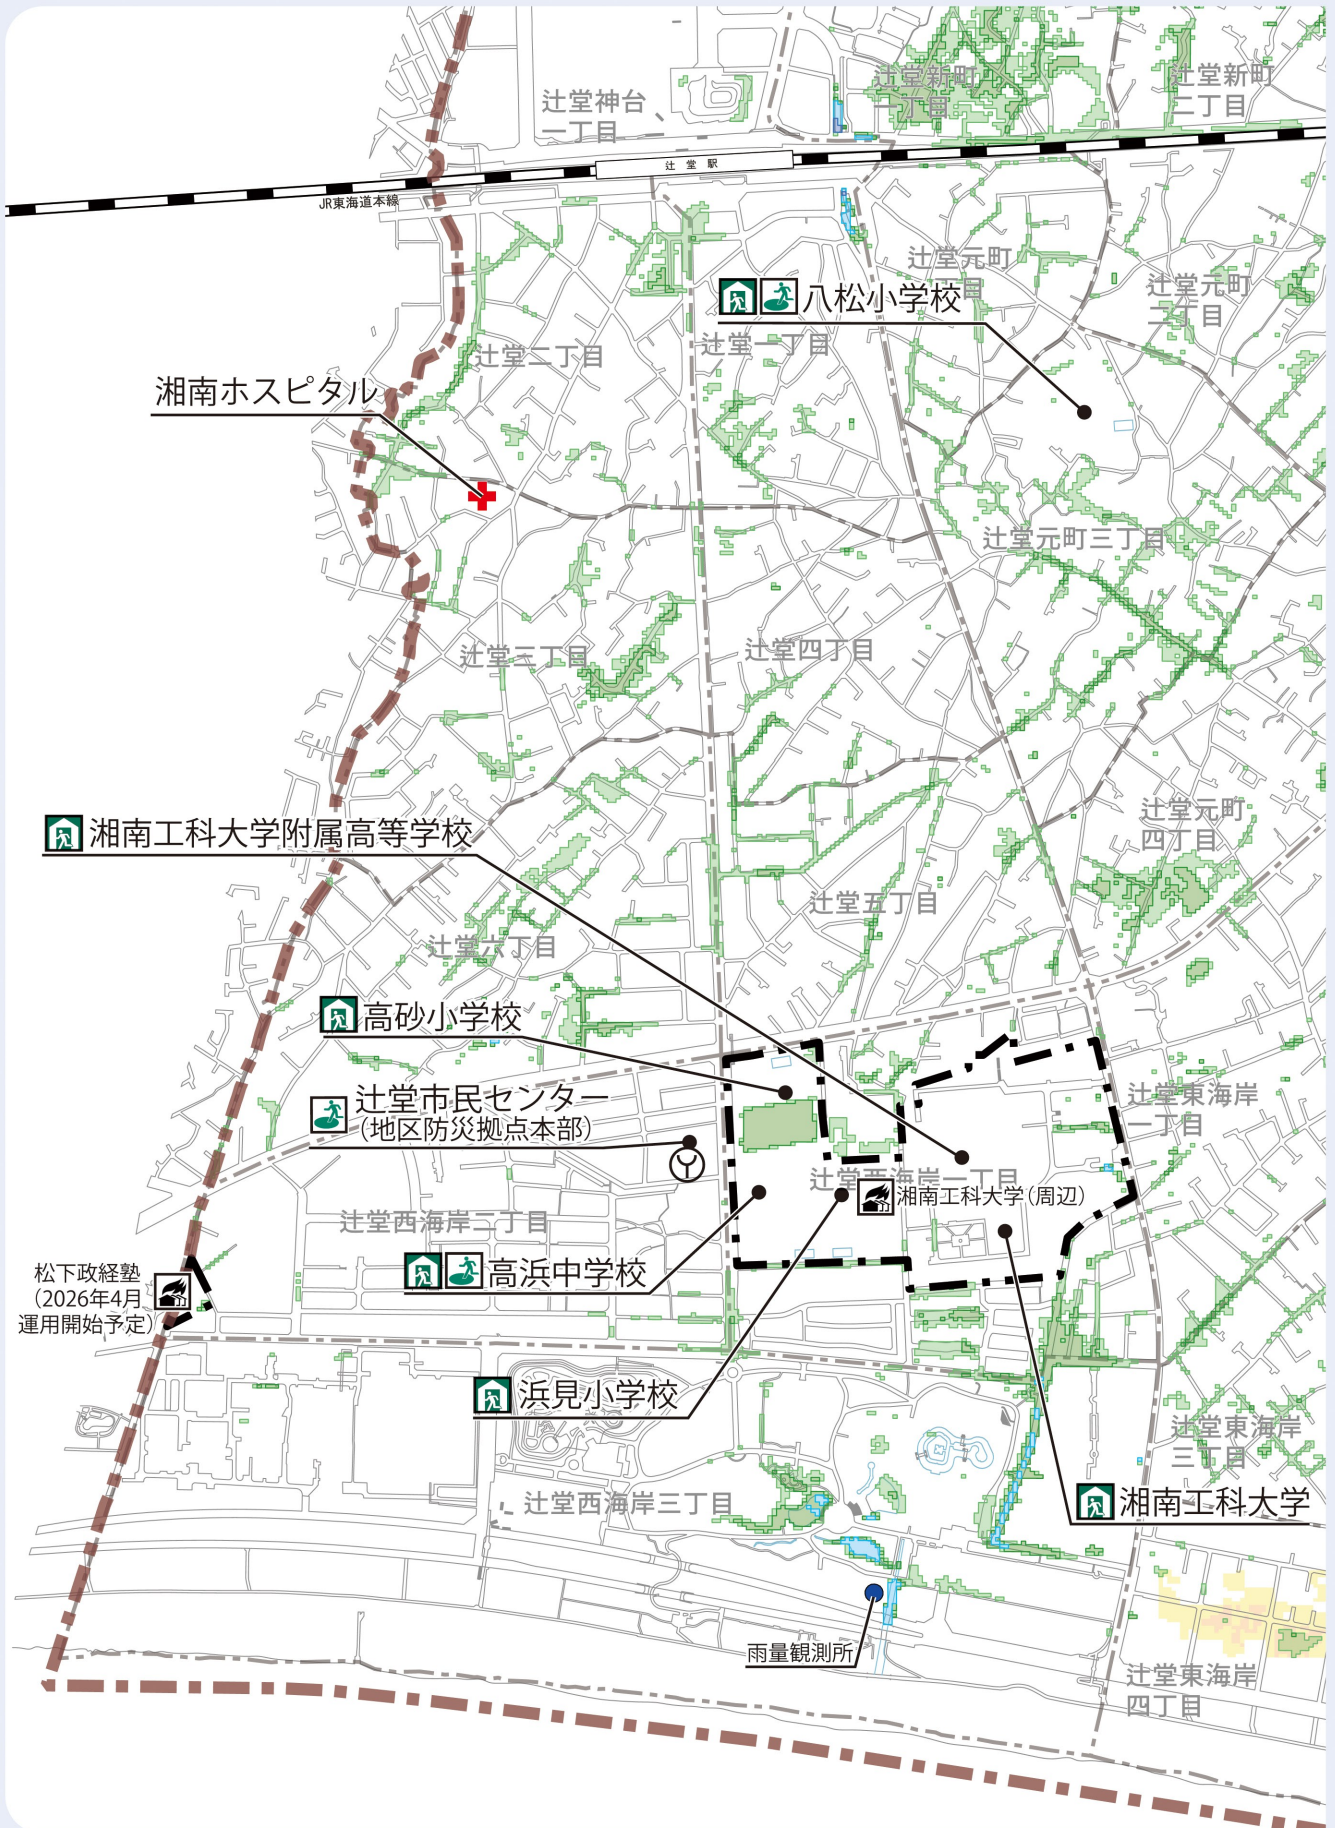 辻堂神台
一丁目
辻堂新町
一丁目
辻堂新町
二丁目
辻堂駅
JR東海道本線
辻堂元町
辻堂元町
二丁目
八松小学校
辻堂二丁目
辻堂一丁目
湘南ホスピタル
辻堂元町三丁目
辻堂三丁目
辻堂四丁目
湘南工科大学附属高等学校
辻堂元町
四丁目
辻堂五丁目
辻堂六丁目
高砂小学校
辻堂市民センター
(地区防災拠点本部)
辻堂東海岸
一丁目
辻堂西海岸一丁目
湘南工科大学(周辺)
辻堂西海岸二丁目
高浜中学校
松下政経塾
(2026年4月
運用開始予定)
浜見小学校
辻堂東海岸
三丁目
辻堂西海岸三丁目
湘南工科大学
雨量観測所
辻堂東海岸
四丁目